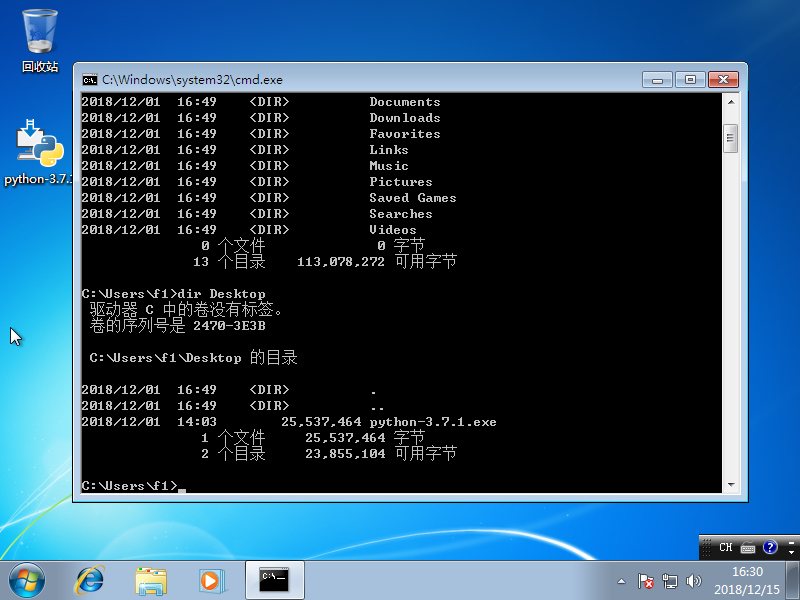 回收站
python-3.7.1
C:\Windows\system32\cmd.exe
2018/12/01  16:49    <DIR>          Documents
2018/12/01  16:49    <DIR>          Downloads
2018/12/01  16:49    <DIR>          Favorites
2018/12/01  16:49    <DIR>          Links
2018/12/01  16:49    <DIR>          Music
2018/12/01  16:49    <DIR>          Pictures
2018/12/01  16:49    <DIR>          Saved Games
2018/12/01  16:49    <DIR>          Searches
2018/12/01  16:49    <DIR>          Videos
0 个文件              0 字节
13 个目录    113,078,272 可用字节
C:\Users\f1>dir Desktop
驱动器 C 中的卷没有标签。
卷的序列号是 2470-3E3B
C:\Users\f1\Desktop 的目录
2018/12/01  16:49    <DIR>          .
2018/12/01  16:49    <DIR>          ..
2018/12/01  14:03        25,537,464 python-3.7.1.exe
1 个文件     25,537,464 字节
2 个目录     23,855,104 可用字节
C:\Users\f1>_
CH
16:30
2018/12/15